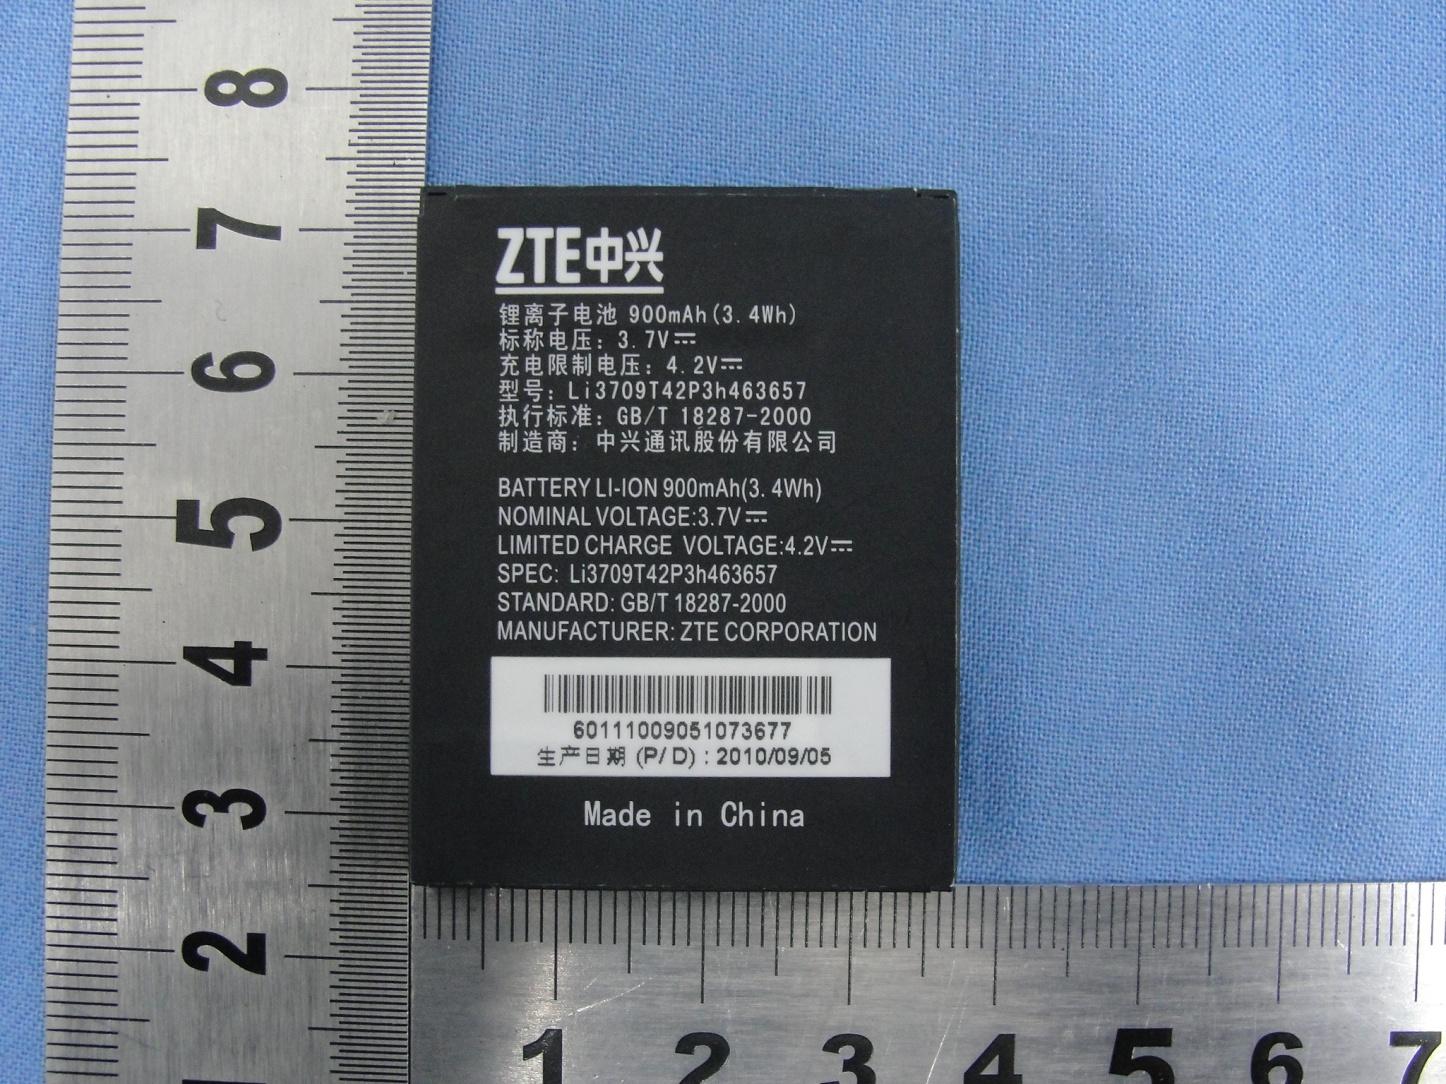 8
7
6
5
4
3
2
ZTE中兴
锂离子电池 900mAh(3.4Wh)
标称电压: 3.7V
充电限制电压: 4.2V
型号: Li3709T42P3h463657
执行标准: GB/T 18287-2000
制造商: 中兴通讯股份有限公司
BATTERY LI-ION 900mAh(3.4Wh)
NOMINAL VOLTAGE:3.7V
LIMITED CHARGE VOLTAGE:4.2V
SPEC: Li3709T42P3h463657
STANDARD: GB/T 18287-2000
MANUFACTURER: ZTE CORPORATION
60111009051073677
生产日期 (P/D) : 2010/09/05
Made in China
1 2 3 4 5 6 7